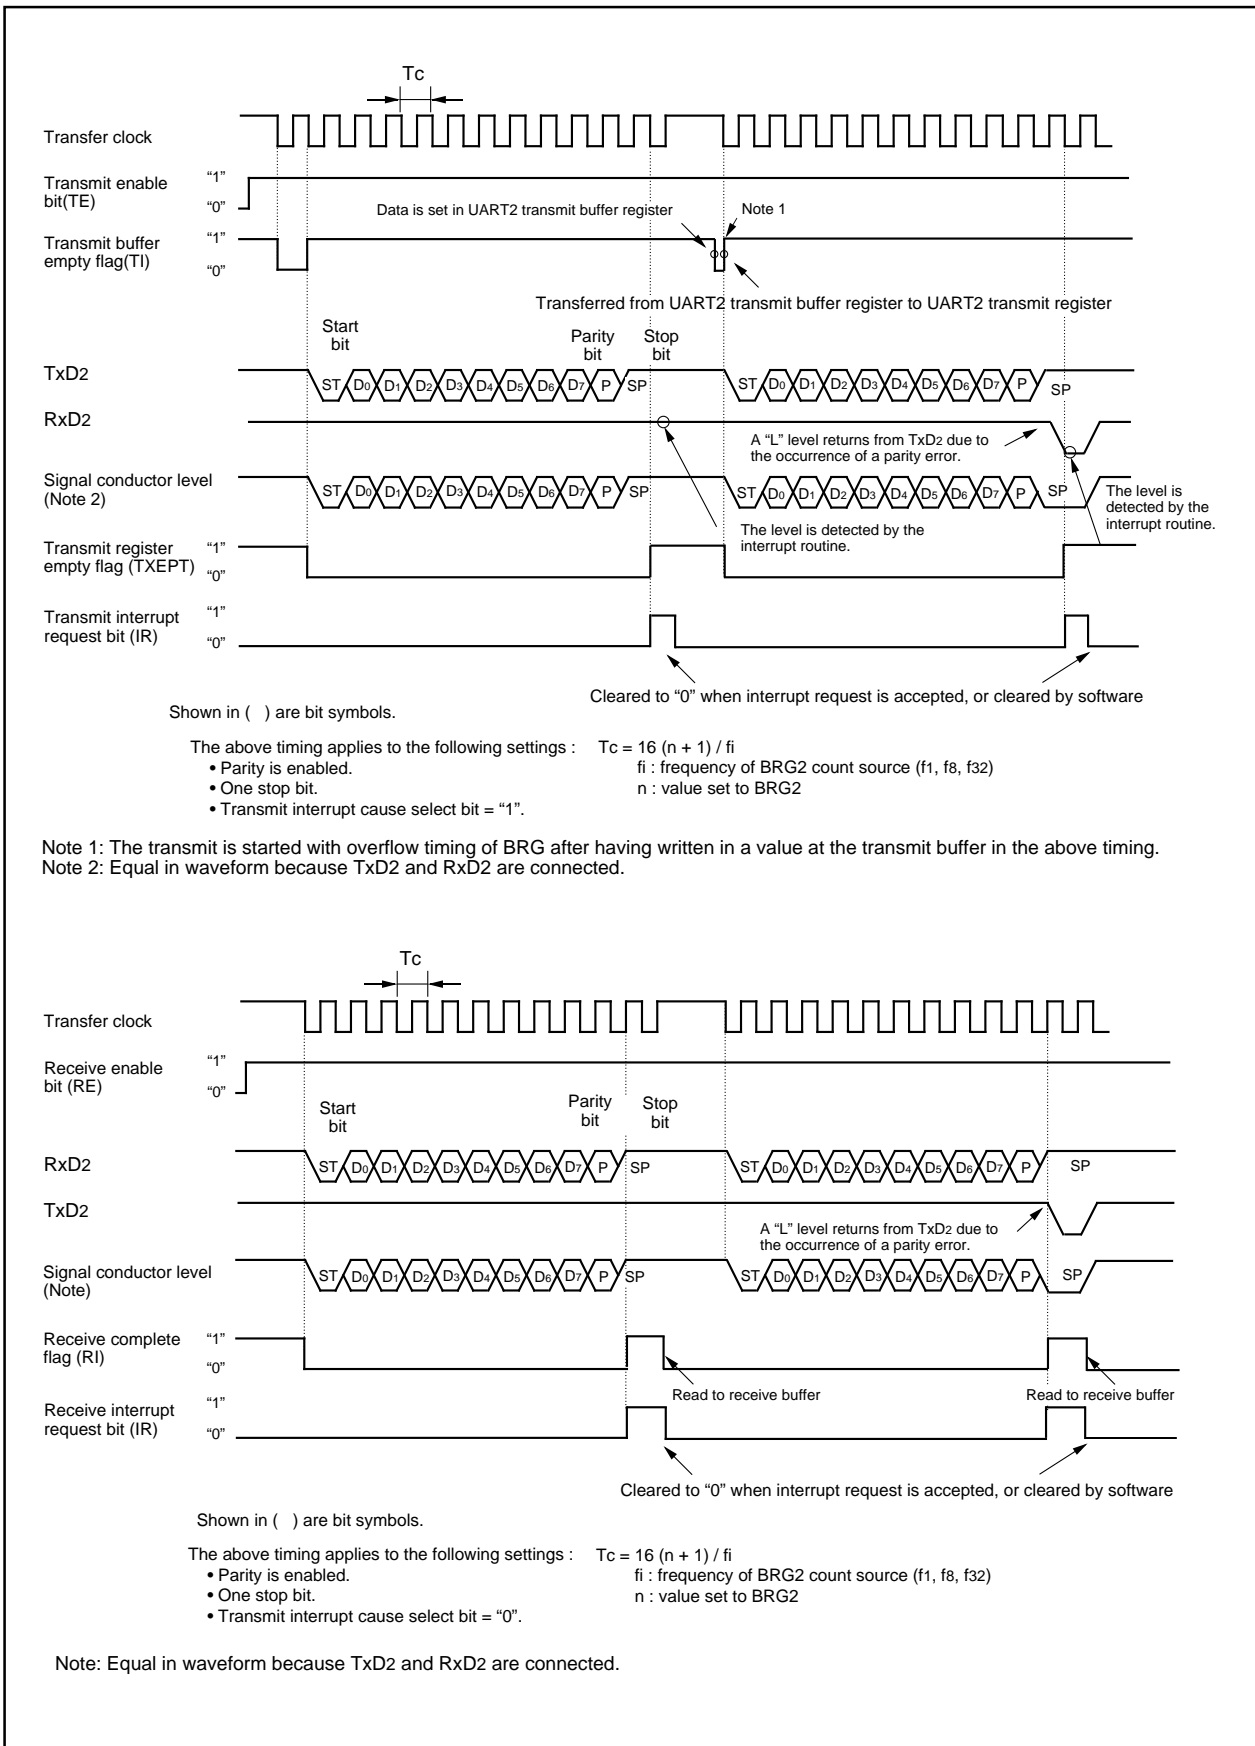 Tc
Transfer clock
Transmit enable
bit(TE)
“1”
“0”
Data is set in UART2 transmit buffer register
Note 1
Transmit buffer
empty flag(TI)
“1”
“0”
Transferred from UART2 transmit buffer register to UART2 transmit register
Start
bit
Parity
bit
Stop
bit
TxD2
ST D0 D1 D2 D3 D4 D5 D6 D7 P SP
ST D0 D1 D2 D3 D4 D5 D6 D7 P SP
RxD2
A “L” level returns from TxD2 due to
the occurrence of a parity error.
Signal conductor level
(Note 2)
ST D0 D1 D2 D3 D4 D5 D6 D7 P SP
ST D0 D1 D2 D3 D4 D5 D6 D7 P SP
The level is
detected by the
interrupt routine.
The level is detected by the
interrupt routine.
Transmit register
empty flag (TXEPT)
“1”
“0”
Transmit interrupt
request bit (IR)
“1”
“0”
Cleared to “0” when interrupt request is accepted, or cleared by software
Shown in ( ) are bit symbols.
The above timing applies to the following settings :
• Parity is enabled.
• One stop bit.
• Transmit interrupt cause select bit = “1”.
Tc = 16 (n + 1) / fi
fi : frequency of BRG2 count source (f1, f8, f32)
n : value set to BRG2
Note 1: The transmit is started with overflow timing of BRG after having written in a value at the transmit buffer in the above timing.
Note 2: Equal in waveform because TxD2 and RxD2 are connected.
Tc
Transfer clock
Receive enable
bit (RE)
“1”
“0”
Start
bit
Parity
bit
Stop
bit
RxD2
ST D0 D1 D2 D3 D4 D5 D6 D7 P SP
ST D0 D1 D2 D3 D4 D5 D6 D7 P SP
TxD2
A “L” level returns from TxD2 due to
the occurrence of a parity error.
Signal conductor level
(Note)
ST D0 D1 D2 D3 D4 D5 D6 D7 P SP
ST D0 D1 D2 D3 D4 D5 D6 D7 P SP
Receive complete
flag (RI)
“1”
“0”
Read to receive buffer
Read to receive buffer
Receive interrupt
request bit (IR)
“1”
“0”
Cleared to “0” when interrupt request is accepted, or cleared by software
Shown in ( ) are bit symbols.
The above timing applies to the following settings :
• Parity is enabled.
• One stop bit.
• Transmit interrupt cause select bit = “0”.
Tc = 16 (n + 1) / fi
fi : frequency of BRG2 count source (f1, f8, f32)
n : value set to BRG2
Note: Equal in waveform because TxD2 and RxD2 are connected.